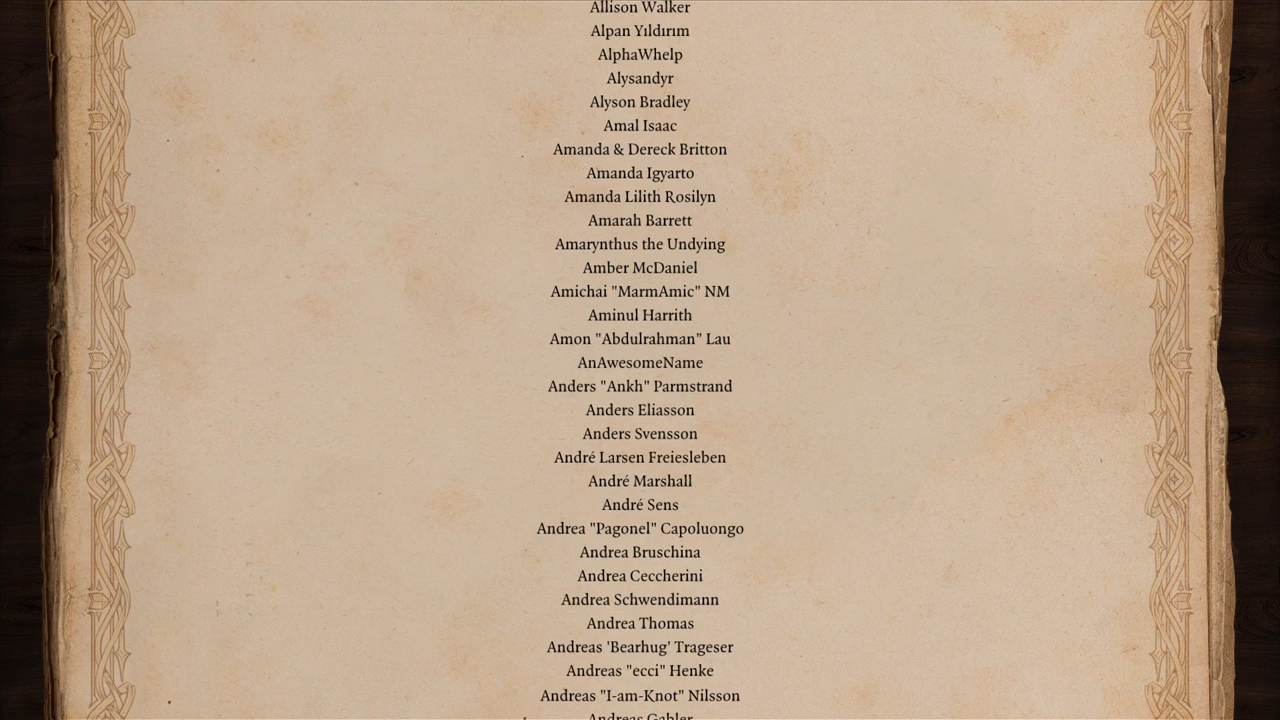 Allison Walker
Alpan Yıldırım
AlphaWhelp
Alysandyr
Alyson Bradley
Amal Isaac
Amanda & Dereck Britton
Amanda Igyarto
Amanda Lilith Rosilyn
Amarah Barrett
Amarynthus the Undying
Amber McDaniel
Amichai "MarmAmic" NM
Aminul Harrith
Amon "Abdulrahman" Lau
AnAwesomeName
Anders "Ankh" Parmstrand
Anders Eliasson
Anders Svensson
André Larsen Freiesleben
André Marshall
André Sens
Andrea "Pagonel" Capoluongo
Andrea Bruschina
Andrea Ceccherini
Andrea Schwendimann
Andrea Thomas
Andreas 'Bearhug' Trageser
Andreas "ecci" Henke
Andreas "I-am-Knot" Nilsson
Andreas Gabler